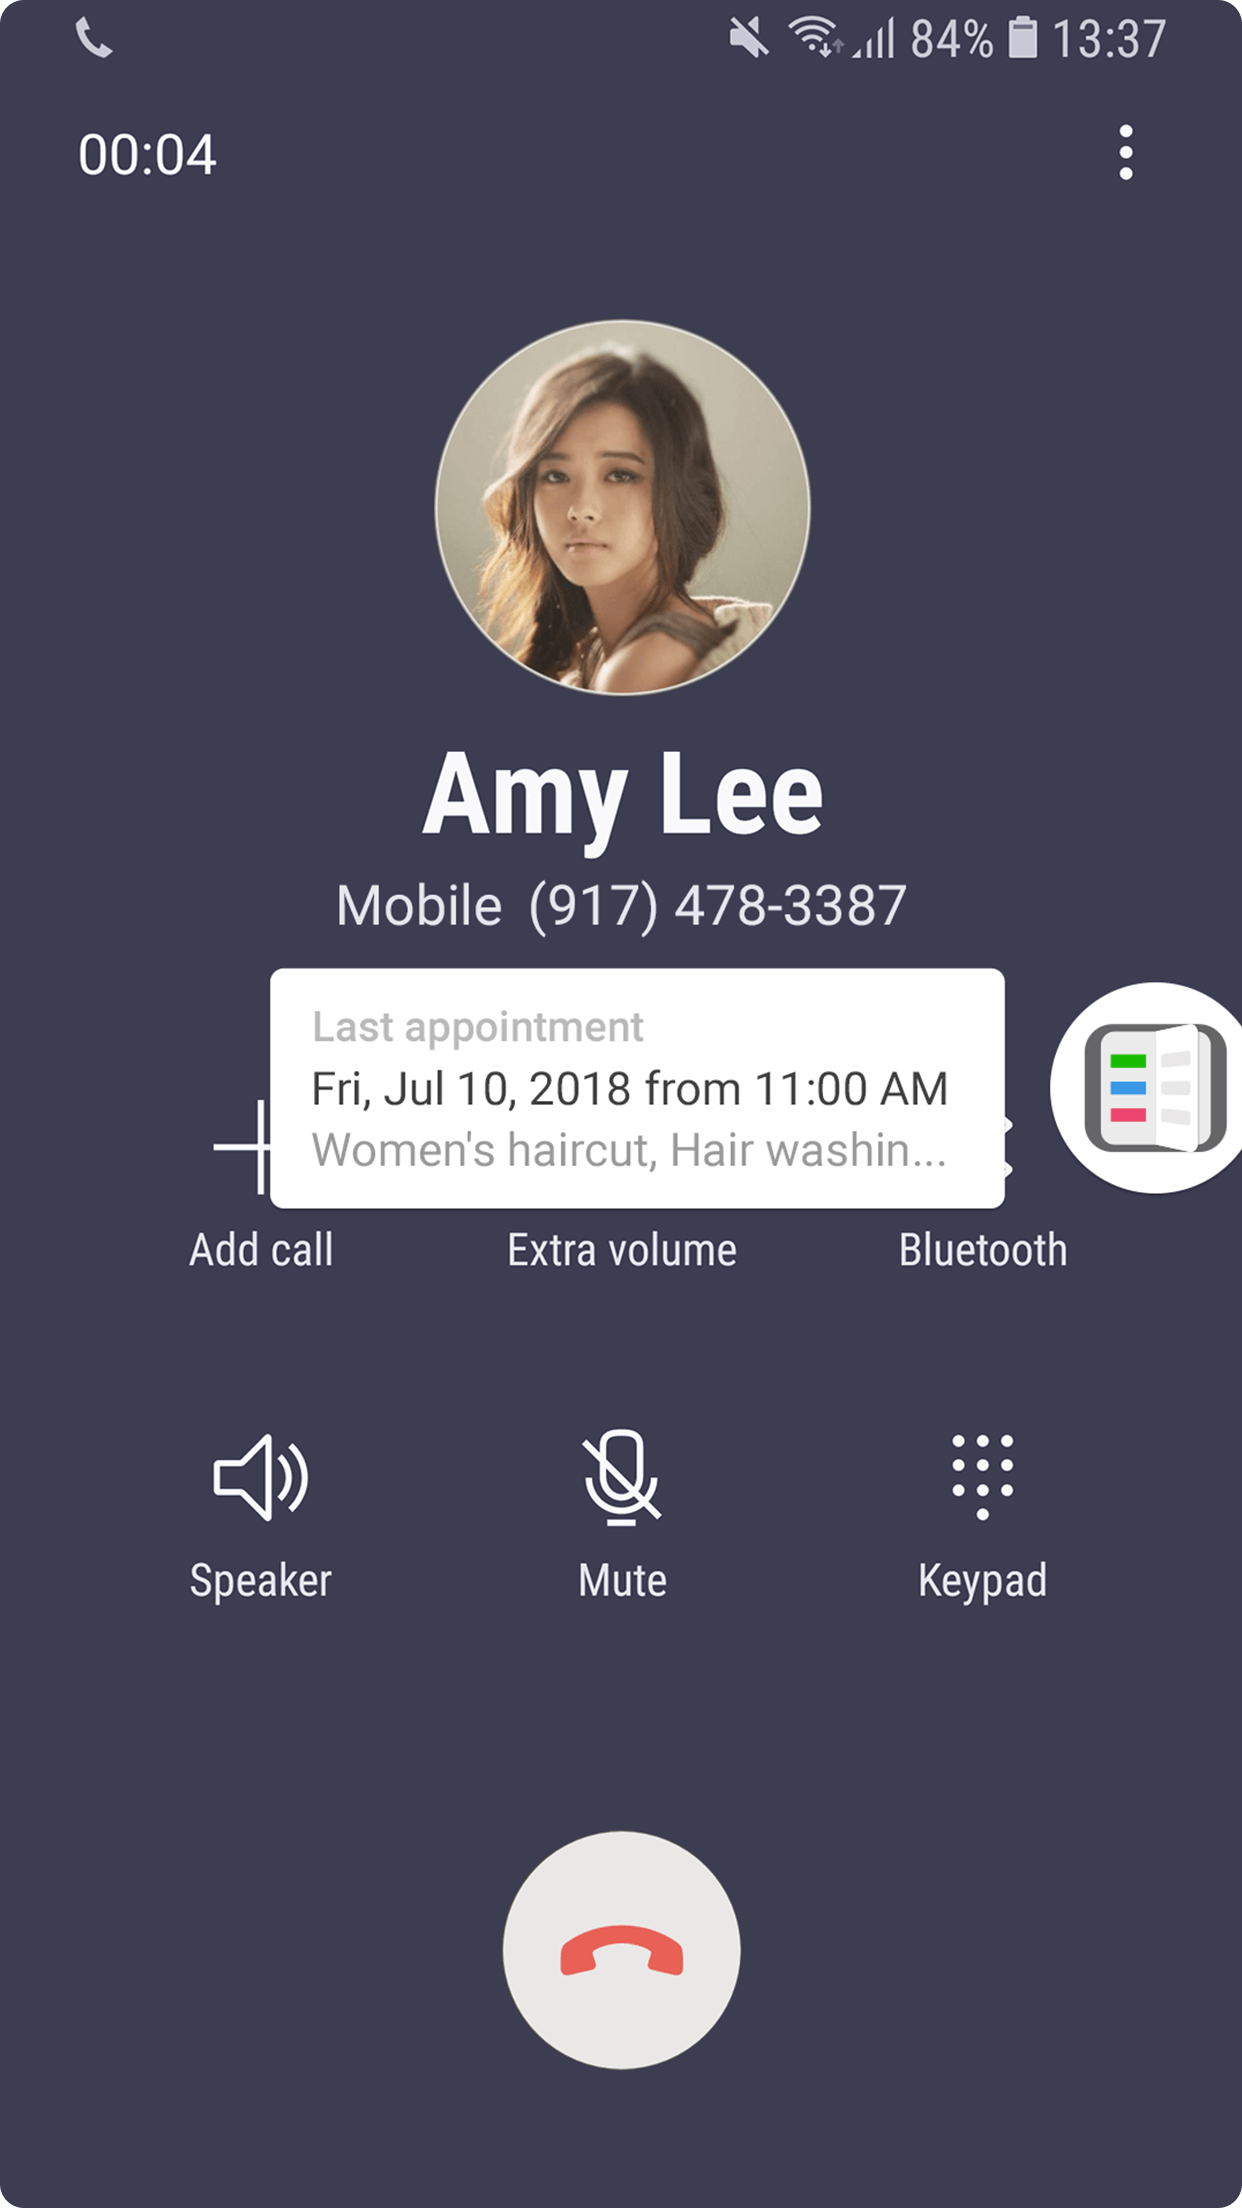 84% 13:37
00:04
Amy Lee
Mobile (917) 478-3387
Last appointment
Fri, Jul 10, 2018 from 11:00 AM
Women's haircut, Hair washin...
Add call Extra volume Bluetooth
Speaker Mute Keypad